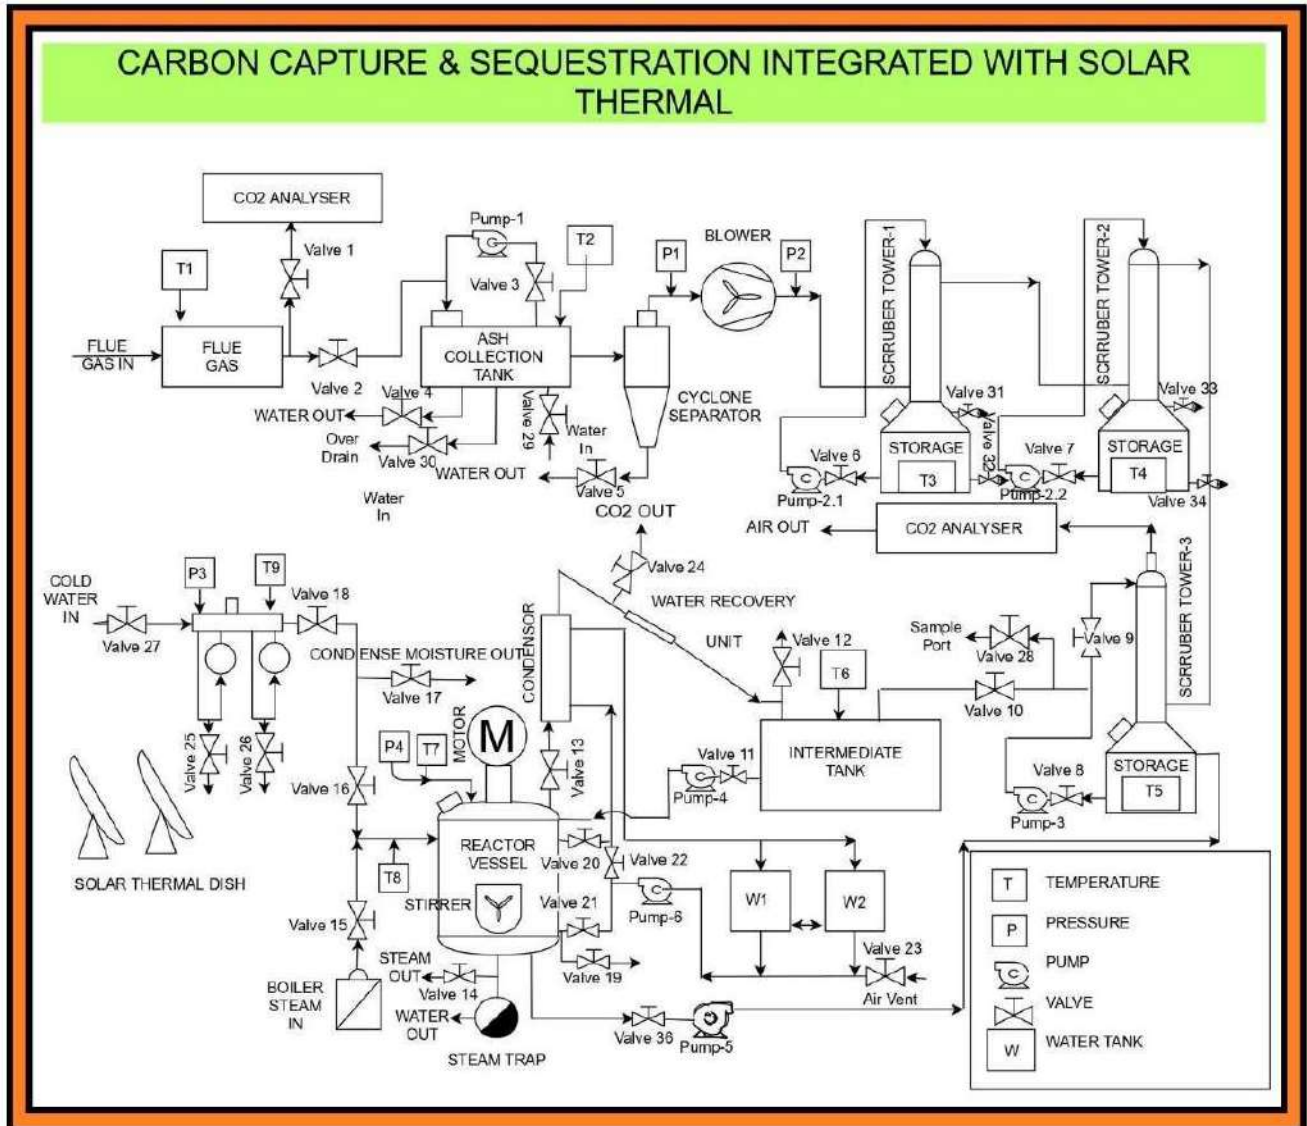 CARBON CAPTURE & SEQUESTRATION INTEGRATED WITH SOLAR
THERMAL
CO2 ANALYSER
Valve 1
T1
FLUE
GAS IN
FLUE
GAS
Valve 2
Pump-1
Valve 3
T2
ASH
COLLECTION
TANK
Valve 4
WATER OUT
Over
Drain
Valve 30
WATER OUT
Valve 29
Water
In
Valve 5
Water
In
CYCLONE
SEPARATOR
P1
BLOWER
P2
SCRRUBER TOWER-1
Valve 31
STORAGE
T3
Valve 32
Valve 6
C
Pump-2.1
SCRRUBER TOWER-2
Valve 33
STORAGE
T4
Valve 34
Valve 7
C
Pump-2.2
CO2 OUT
AIR OUT
CO2 ANALYSER
Valve 24
WATER RECOVERY
UNIT
SCRRUBER TOWER-3
Valve 9
Sample
Port
Valve 28
Valve 10
Valve 12
T6
INTERMEDIATE
TANK
Valve 11
Pump-4
C
STORAGE
T5
Valve 8
C
Pump-3
COLD
WATER
IN
Valve 27
P3
T9
Valve 18
CONDENSE MOISTURE OUT
Valve 17
Valve 25
Valve 26
SOLAR THERMAL DISH
Valve 16
CONDENSOR
Valve 13
MOTOR
M
P4
T7
REACTOR
VESSEL
STIRRER
T8
Valve 15
BOILER
STEAM
IN
Valve 20
Valve 22
Valve 21
C
Pump-6
Valve 19
STEAM
OUT
Valve 14
WATER
OUT
STEAM TRAP
W1
W2
Valve 23
Air Vent
Valve 36
Pump-5
T
TEMPERATURE
P
PRESSURE
C
PUMP
VALVE
W
WATER TANK